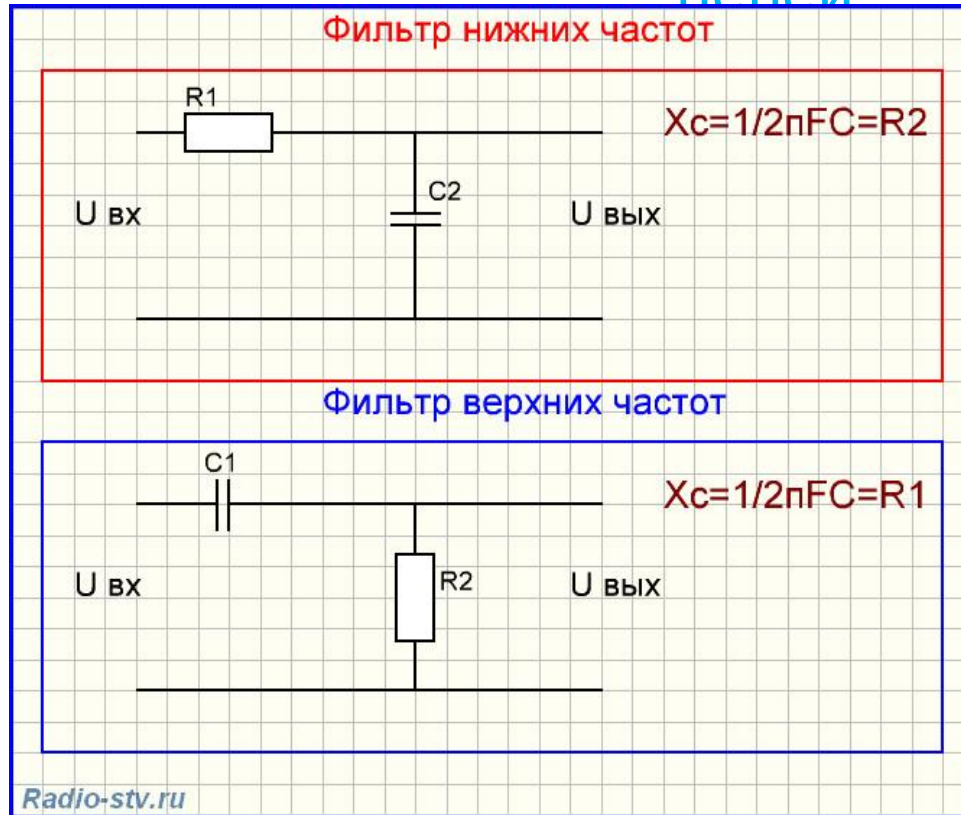 Фильтр нижних частот
R1
Xc=1/2пFC=R2
C2
U вх
U вых
Фильтр верхних частот
C1
Xc=1/2пFC=R1
U вх
R2
U вых
Radio-stv.ru